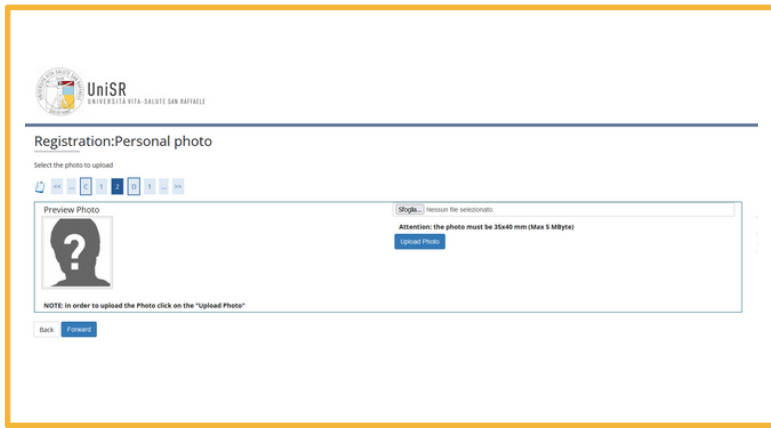 UniSR
UNIVERSITÀ VITA-SALUTE SAN RAFFAELE
Registration:Personal photo
Select the photo to upload
<< ... C 1 2 D 1 ... >>
Preview Photo
Sfoglia... Nessun file selezionato.
Attention: the photo must be 35x40 mm (Max 5 MByte)
Upload Photo
?
NOTE: in order to upload the Photo click on the "Upload Photo"
Back Forward